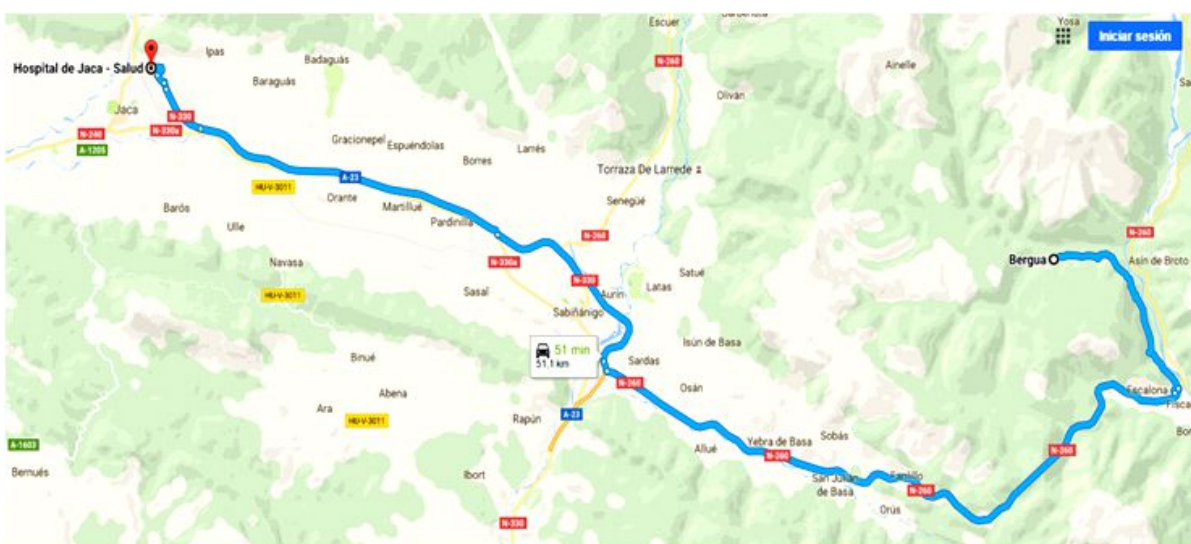 Escuer
Yosa
Iniciar sesión
Ipas
Hospital de Jaca - Salud
Badaguás
N-260
Ainelle
Baraguás
Oliván
Jaca
N-330
N-240
N-330a
A-1205
Gracionepel
Espuéndolas
Larrés
Borres
Torraza De Larrede
A-23
HU-V-3011
Orante
Martillué
Senegüé
Barós
Pardinilla
Ulle
N-260
N-260
Navasa
N-330a
Bergua
Asín de Broto
Satué
N-330
Sasal
Latas
HU-V-3011
Aurin
Sabiñánigo
Isún de Basa
51 min
51,1 km
Binué
Sardas
N-260
Osán
Escalona
Abena
Ara
HU-V-3011
Rapún
A-23
Sobás
Yebra de Basa
A-1603
Allué
N-260
N-260
Bernués
Ibort
San Julián
de Basa
Fanlillo
N-260
Orús
N-330